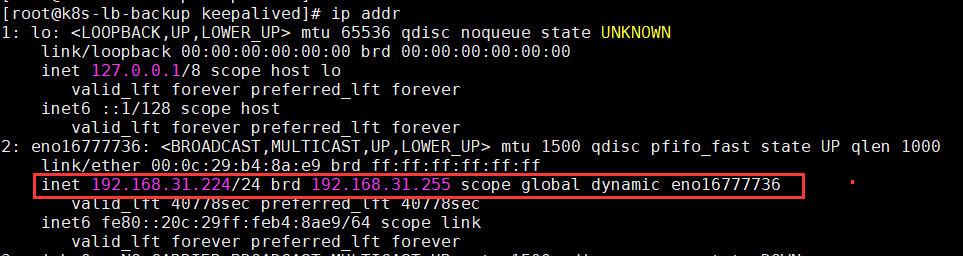 [root@k8s-lb-backup keepalived]# ip addr
1: lo: <LOOPBACK,UP,LOWER_UP> mtu 65536 qdisc noqueue state UNKNOWN
link/loopback 00:00:00:00:00:00 brd 00:00:00:00:00:00
inet 127.0.0.1/8 scope host lo
valid_lft forever preferred_lft forever
inet6 ::1/128 scope host
valid_lft forever preferred_lft forever
2: eno16777736: <BROADCAST,MULTICAST,UP,LOWER_UP> mtu 1500 qdisc pfifo_fast state UP qlen 1000
link/ether 00:0c:29:b4:8a:e9 brd ff:ff:ff:ff:ff:ff
inet 192.168.31.224/24 brd 192.168.31.255 scope global dynamic eno16777736
valid_lft 40778sec preferred_lft 40778sec
inet6 fe80::20c:29ff:feb4:8ae9/64 scope link
valid_lft forever preferred_lft forever